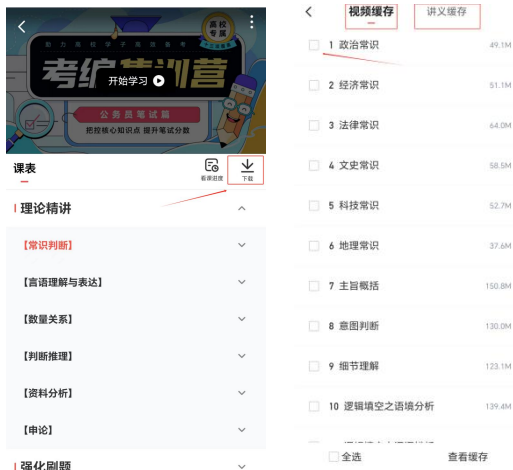 高校
专属
助力高校学子高效备考
考编集训营
开始学习
公务员笔试篇
把控核心知识点 提升笔试分数
课表
看课进度
下载
理论精讲
【常识判断】
【言语理解与表达】
【数量关系】
【判断推理】
【资料分析】
【申论】
强化刷题
视频缓存
讲义缓存
1 政治常识 49.1M
2 经济常识 51.1M
3 法律常识 64.0M
4 文史常识 58.5M
5 科技常识 52.7M
6 地理常识 37.6M
7 主旨概括 150.8M
8 意图判断 130.0M
9 细节理解 123.1M
10 逻辑填空之语境分析 139.4M
全选
查看缓存